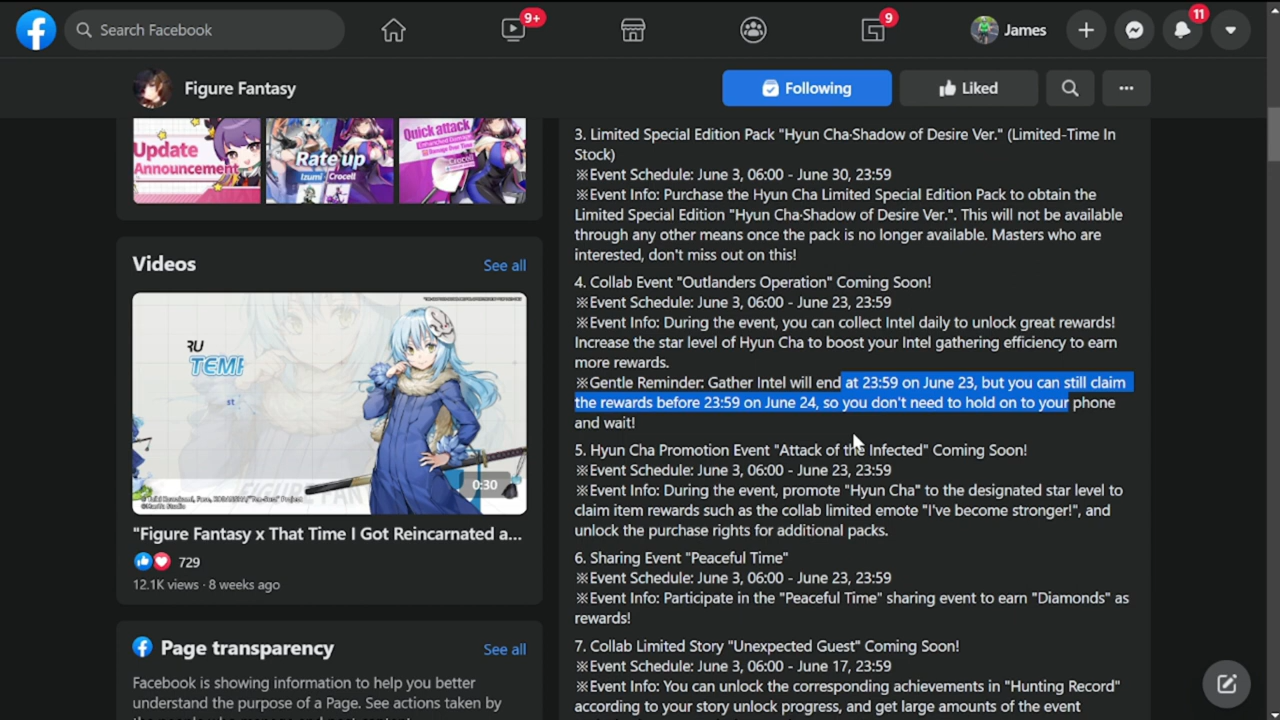 Search Facebook
9+
9
James
11
Figure Fantasy
Following
Liked
Update
Announcement
Rate up
Izumi Crocell
Quick attack
Crocell
3. Limited Special Edition Pack "Hyun Cha·Shadow of Desire Ver." (Limited-Time In
Stock)
※Event Schedule: June 3, 06:00 - June 30, 23:59
※Event Info: Purchase the Hyun Cha Limited Special Edition Pack to obtain the
Limited Special Edition "Hyun Cha·Shadow of Desire Ver.". This will not be available
through any other means once the pack is no longer available. Masters who are
interested, don't miss out on this!
4. Collab Event "Outlanders Operation" Coming Soon!
※Event Schedule: June 3, 06:00 - June 23, 23:59
※Event Info: During the event, you can collect Intel daily to unlock great rewards!
Increase the star level of Hyun Cha to boost your Intel gathering efficiency to earn
more rewards.
※Gentle Reminder: Gather Intel will end at 23:59 on June 23, but you can still claim
the rewards before 23:59 on June 24, so you don't need to hold on to your phone
and wait!
5. Hyun Cha Promotion Event "Attack of the Infected" Coming Soon!
※Event Schedule: June 3, 06:00 - June 23, 23:59
※Event Info: During the event, promote "Hyun Cha" to the designated star level to
claim item rewards such as the collab limited emote "I've become stronger!", and
unlock the purchase rights for additional packs.
6. Sharing Event "Peaceful Time"
※Event Schedule: June 3, 06:00 - June 23, 23:59
※Event Info: Participate in the "Peaceful Time" sharing event to earn "Diamonds" as
rewards!
7. Collab Limited Story "Unexpected Guest" Coming Soon!
※Event Schedule: June 3, 06:00 - June 17, 23:59
※Event Info: You can unlock the corresponding achievements in "Hunting Record"
according to your story unlock progress, and get large amounts of the event
Videos
See all
RU
TEMP
st
FIGURE FAN
0:30
"Figure Fantasy x That Time I Got Reincarnated a...
729
12.1K views · 8 weeks ago
Page transparency
See all
Facebook is showing information to help you better
understand the purpose of a Page. See actions taken by